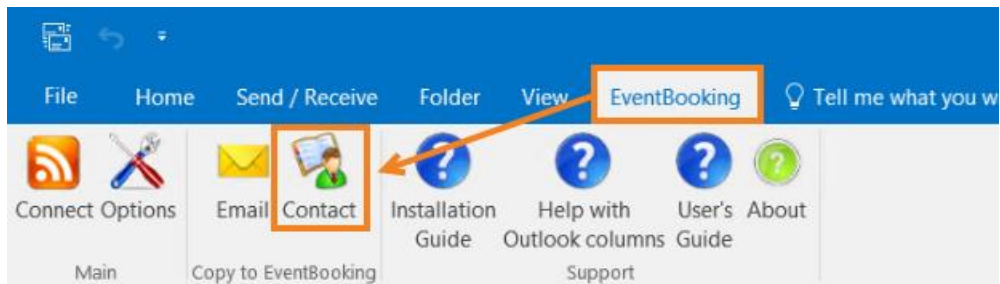 File Home Send / Receive Folder View EventBooking Tell me what you w
Connect Options Email Contact Installation Help with User's About
Guide Outlook columns Guide
Main Copy to EventBooking Support